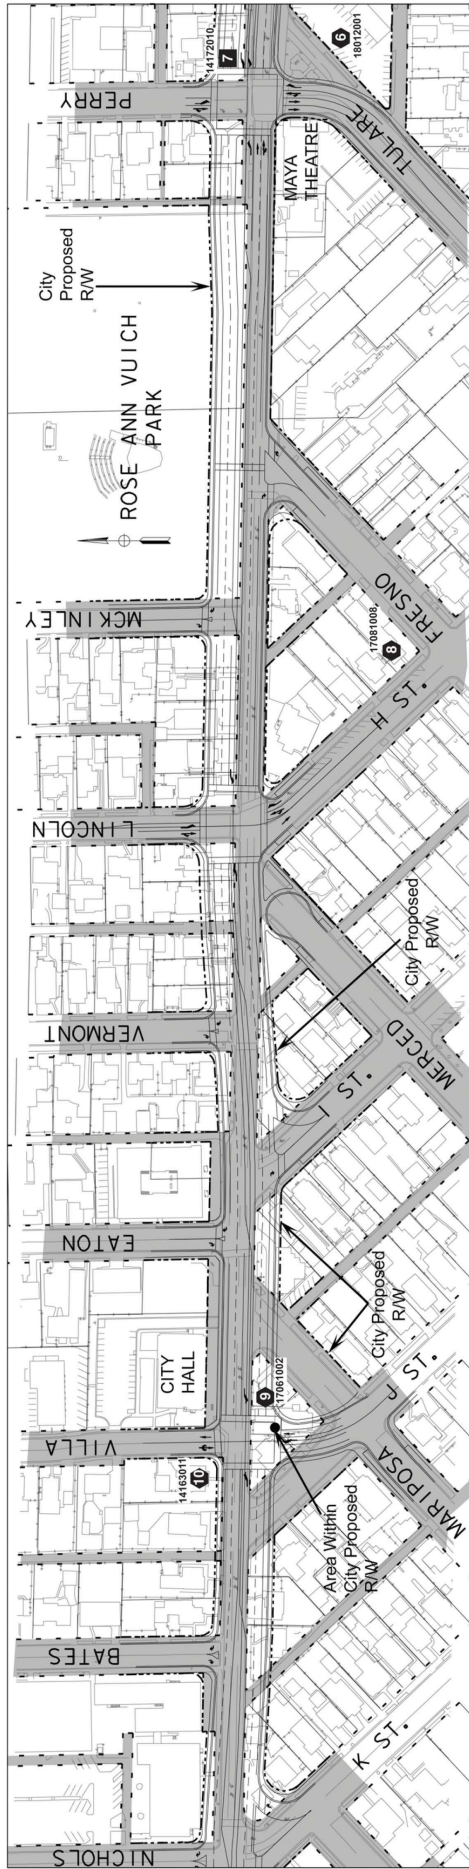 NICHOLS
BATES
VILLA
EATON
VERMONT
LINCOLN
MCKINLEY
PERRY
City
Proposed
R/W
ROSE ANN VUICH
PARK
14172010
7
6
18012001
MAYA
THEATRE
TULARE
CITY
HALL
10
14163011
9
17061002
Area Within
City Proposed
R/W
City Proposed
R/W
City Proposed
R/W
17081008
8
FRESNO
H ST.
MERCED
I ST.
MARIPOSA
K ST.